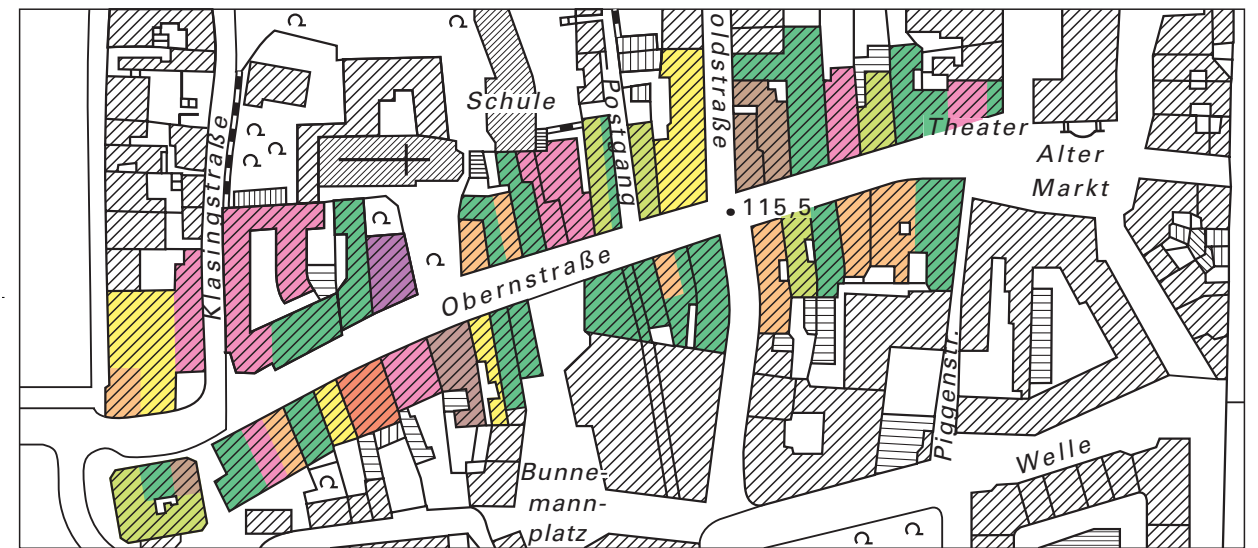 Schule
Postgang
oldstraße
Theater
Alter
Markt
Klasingstraße
115,5
Obernstraße
Piggenstr.
Welle
Bunne-
mann-
platz